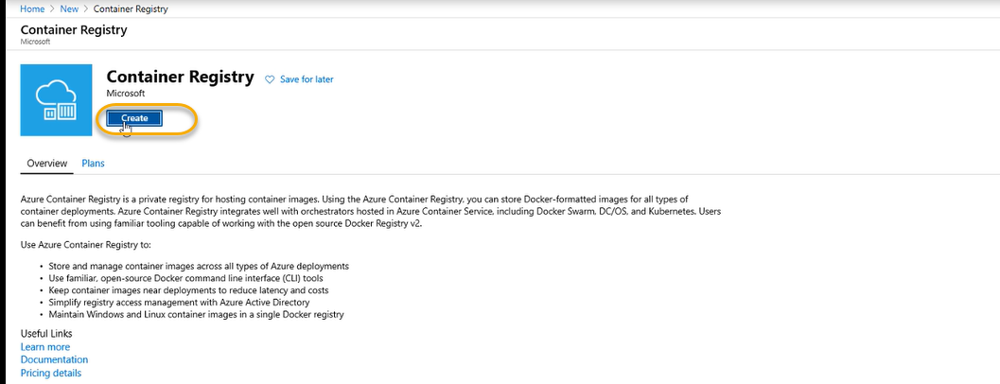 Home > New > Container Registry
Container Registry
Microsoft
Container Registry
Save for later
Microsoft
Create
Overview Plans
Azure Container Registry is a private registry for hosting container images. Using the Azure Container Registry, you can store Docker-formatted images for all types of
container deployments. Azure Container Registry integrates well with orchestrators hosted in Azure Container Service, including Docker Swarm, DC/OS, and Kubernetes. Users
can benefit from using familiar tooling capable of working with the open source Docker Registry v2.
Use Azure Container Registry to:
• Store and manage container images across all types of Azure deployments
• Use familiar, open-source Docker command line interface (CLI) tools
• Keep container images near deployments to reduce latency and costs
• Simplify registry access management with Azure Active Directory
• Maintain Windows and Linux container images in a single Docker registry
Useful Links
Learn more
Documentation
Pricing details